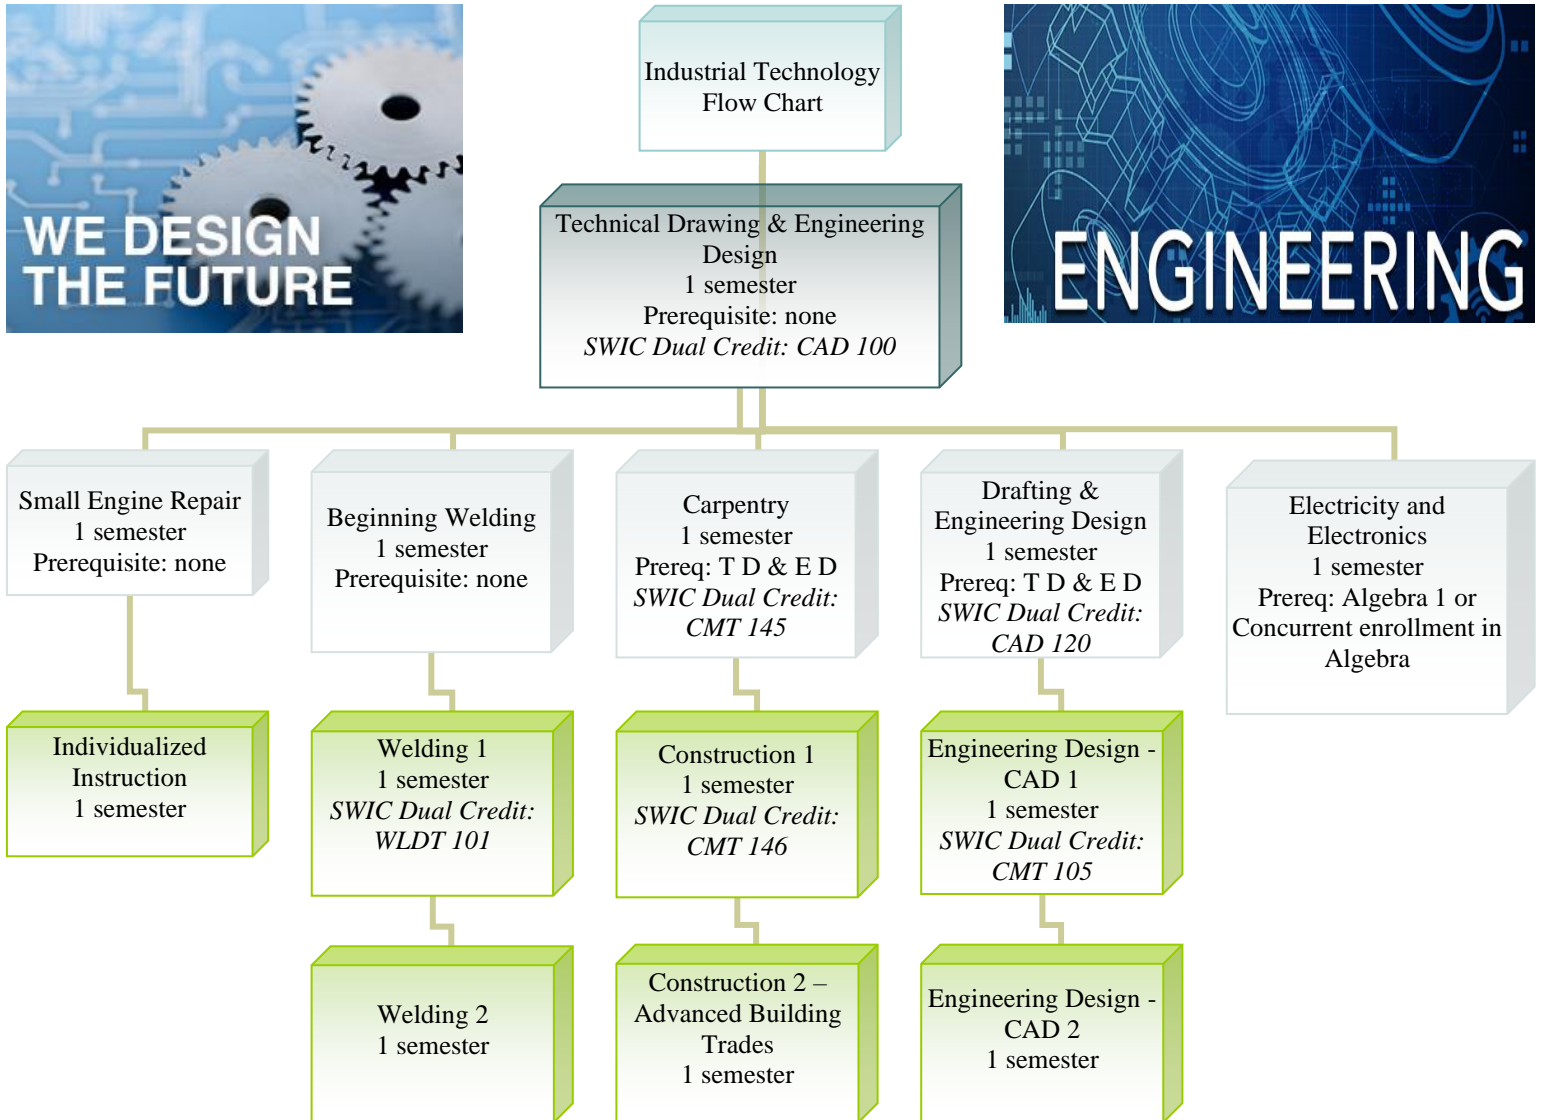 WE DESIGN
THE FUTURE
Industrial Technology
Flow Chart
ENGINEERING
Technical Drawing & Engineering
Design
1 semester
Prerequisite: none
SWIC Dual Credit: CAD 100
Small Engine Repair
1 semester
Prerequisite: none
Beginning Welding
1 semester
Prerequisite: none
Carpentry
1 semester
Prereq: T D & E D
SWIC Dual Credit:
CMT 145
Drafting &
Engineering Design
1 semester
Prereq: T D & E D
SWIC Dual Credit:
CAD 120
Electricity and
Electronics
1 semester
Prereq: Algebra 1 or
Concurrent enrollment in
Algebra
Individualized
Instruction
1 semester
Welding 1
1 semester
SWIC Dual Credit:
WLDT 101
Construction 1
1 semester
SWIC Dual Credit:
CMT 146
Engineering Design -
CAD 1
1 semester
SWIC Dual Credit:
CMT 105
Welding 2
1 semester
Construction 2 –
Advanced Building
Trades
1 semester
Engineering Design -
CAD 2
1 semester